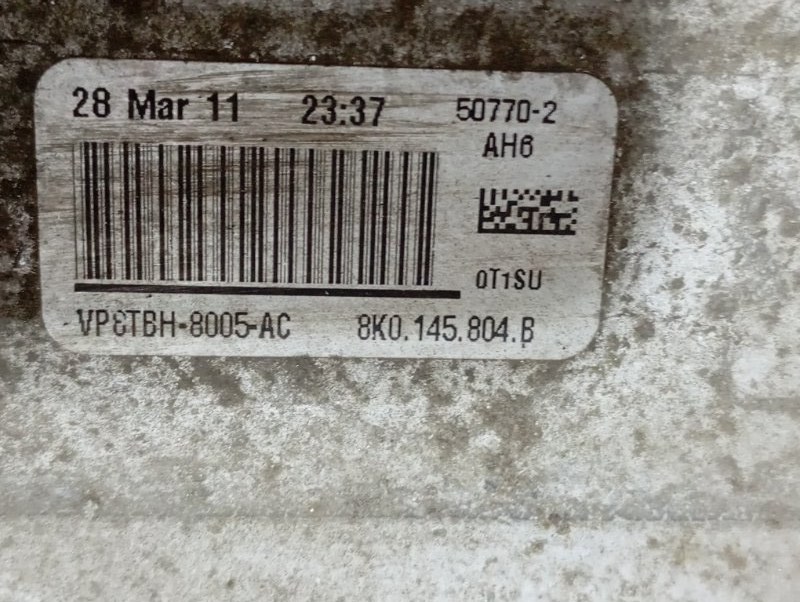 28 Mar 11 23:37 50770-2
AH6
0T1SU
VP8TBH-8005-AC 8K0.145.804.B